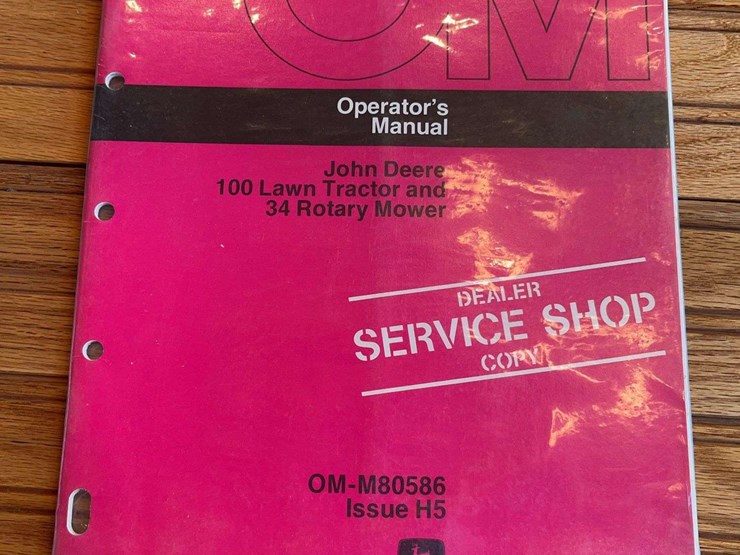 OM
Operator's
Manual
John Deere
100 Lawn Tractor and
34 Rotary Mower
DEALER
SERVICE SHOP
COPY
OM-M80586
Issue H5